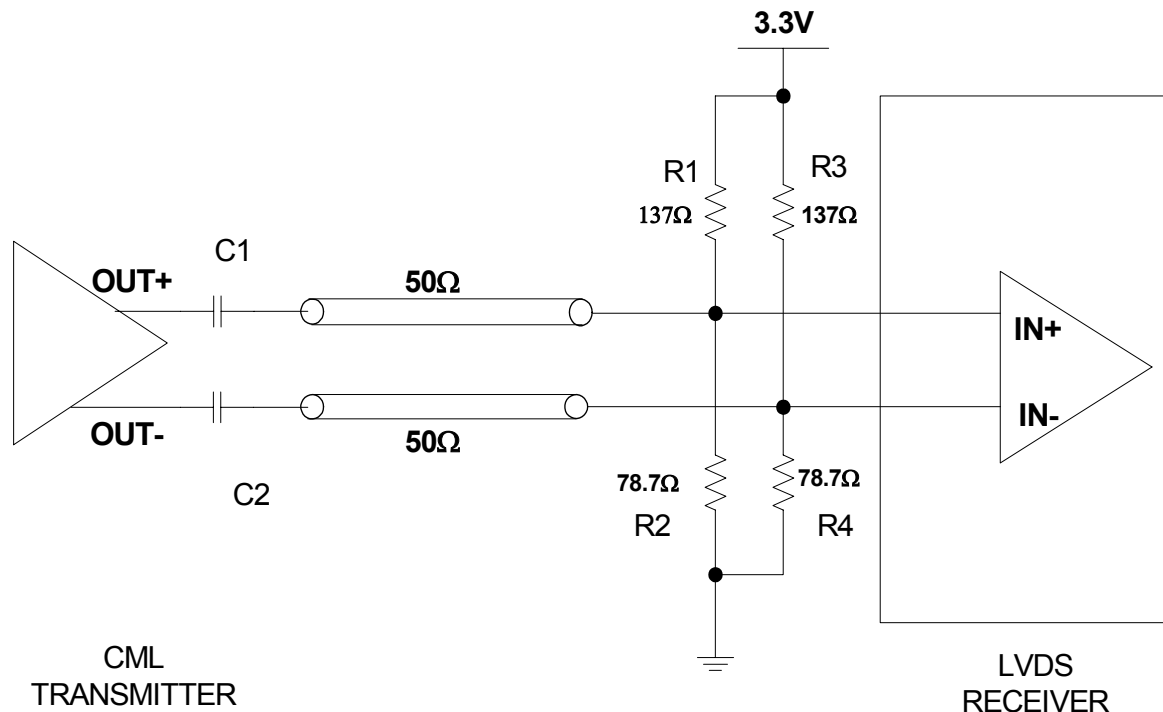 3.3V
R1
R3
137Ω
137Ω
C1
OUT+
50Ω
IN+
OUT-
50Ω
IN-
C2
78.7Ω
78.7Ω
R2
R4
CML
TRANSMITTER
LVDS
RECEIVER